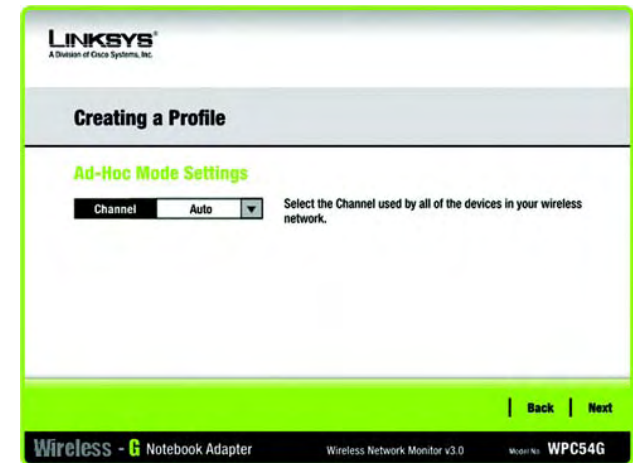 LINKSYS®
A Division of Cisco Systems, Inc.
Creating a Profile
Ad-Hoc Mode Settings
Channel Auto
Select the Channel used by all of the devices in your wireless
network.
Back Next
Wireless - G Notebook Adapter
Wireless Network Monitor v3.0
Model No. WPC54G